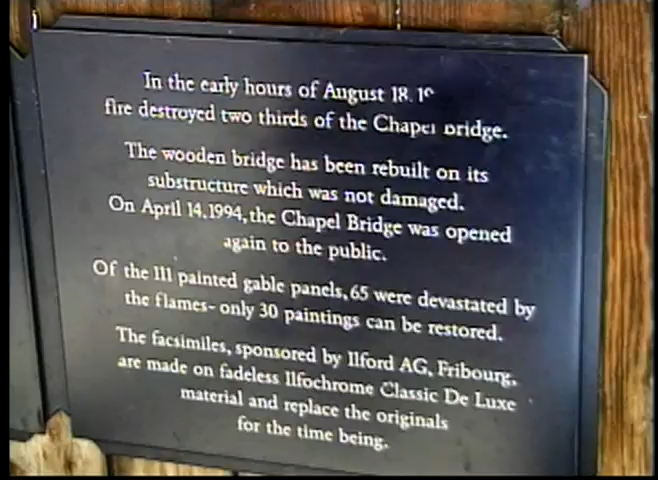 In the early hours of August 18, 19
fire destroyed two thirds of the Chapel Bridge.
The wooden bridge has been rebuilt on its
substructure which was not damaged.
On April 14, 1994, the Chapel Bridge was opened
again to the public.
Of the 111 painted gable panels, 65 were devastated by
the flames - only 30 paintings can be restored.
The facsimiles, sponsored by Ilford AG, Fribourg,
are made on fadeless Ilfochrome Classic De Luxe
material and replace the originals
for the time being.